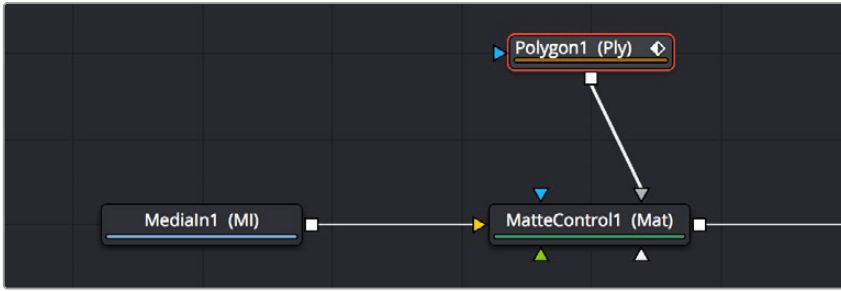 Polygon1 (Ply)
MediaIn1 (MI)
MatteControl1 (Mat)